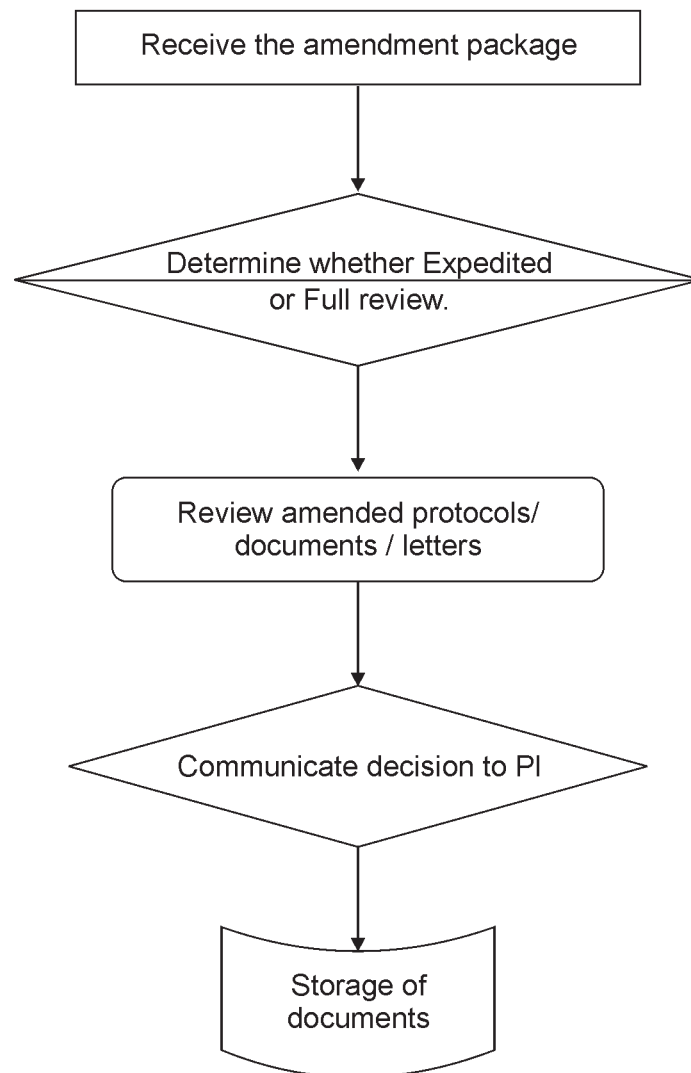 Receive the amendment package
Determine whether Expedited
or Full review.
Review amended protocols/
documents / letters
Communicate decision to PI
Storage of
documents